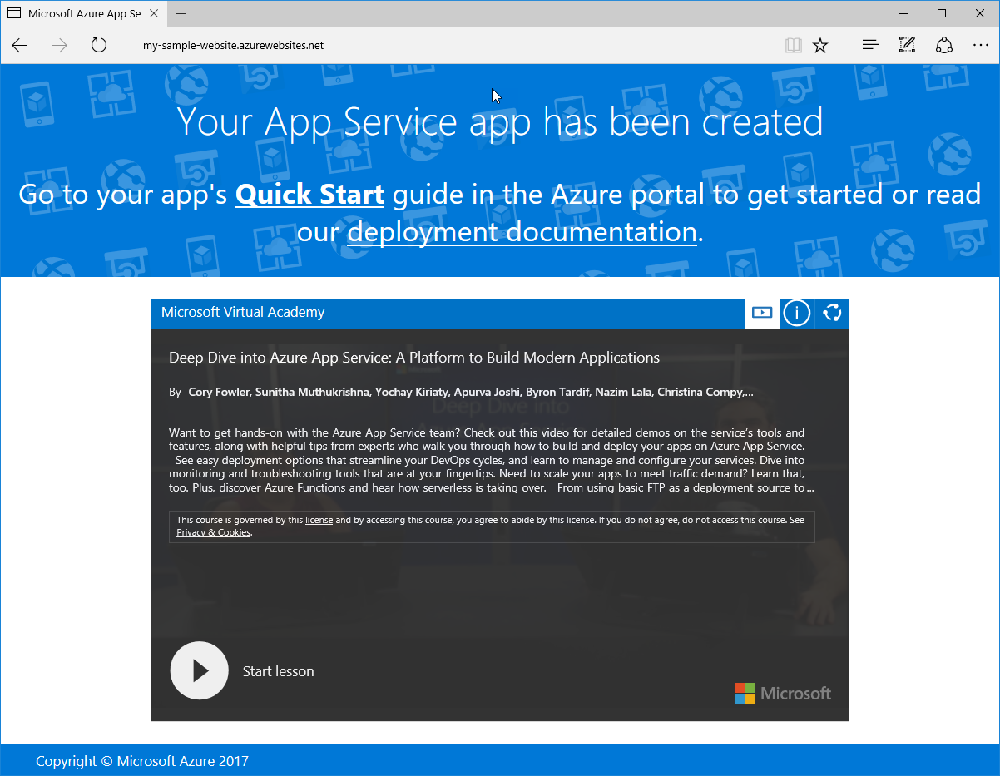 Microsoft Azure App Se
my-sample-website.azurewebsites.net
Your App Service app has been created
Go to your app's Quick Start guide in the Azure portal to get started or read
our deployment documentation.
Microsoft Virtual Academy
Deep Dive into Azure App Service: A Platform to Build Modern Applications
By Cory Fowler, Sunitha Muthukrishna, Yochay Kiriaty, Apurva Joshi, Byron Tardif, Nazim Lala, Christina Compy,...
Deep Dive into
Want to get hands-on with the Azure App Service team? Check out this video for detailed demos on the service's tools and
features, along with helpful tips from experts who walk you through how to build and deploy your apps on Azure App Service.
See easy deployment options that streamline your DevOps cycles, and learn to manage and configure your services. Dive into
monitoring and troubleshooting tools that are at your fingertips. Need to scale your apps to meet traffic demand? Learn that,
too. Plus, discover Azure Functions and hear how serverless is taking over. From using basic FTP as a deployment source to ...
This course is governed by this license and by accessing this course, you agree to abide by this license. If you do not agree, do not access this course. See
Privacy & Cookies.
Start lesson
Microsoft
Copyright © Microsoft Azure 2017